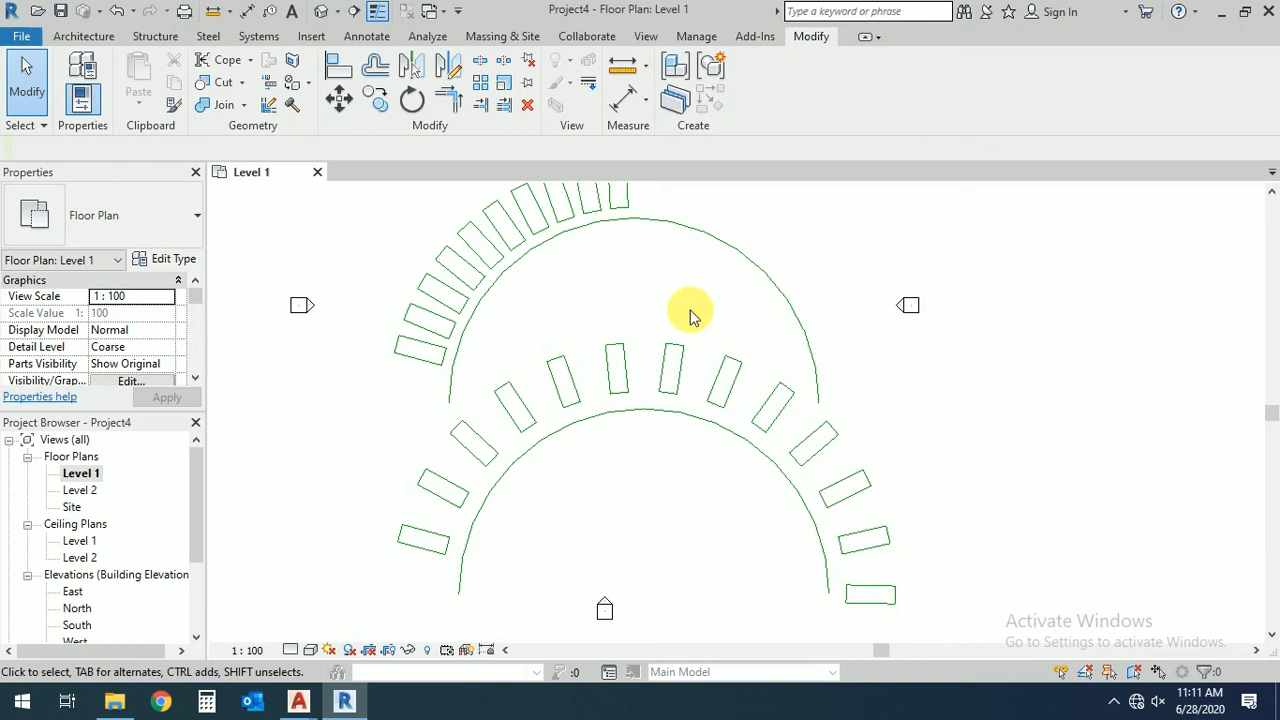 Project4 - Floor Plan: Level 1
Type a keyword or phrase
Sign In
File Architecture Structure Steel Systems Insert Annotate Analyze Massing & Site Collaborate View Manage Add-Ins Modify
Modify
Paste
Cope
Cut
Join
Select Properties Clipboard Geometry Modify View Measure Create
Properties
Level 1
Floor Plan
Floor Plan: Level 1 Edit Type
Graphics
View Scale 1 : 100
Scale Value 1: 100
Display Model Normal
Detail Level Coarse
Parts Visibility Show Original
Visibility/Grap... Edit...
Properties help Apply
Project Browser - Project4
Views (all)
Floor Plans
Level 1
Level 2
Site
Ceiling Plans
Level 1
Level 2
Elevations (Building Elevation
East
North
South
West
Activate Windows
Go to Settings to activate Windows.
1 : 100
Click to select, TAB for alternates, CTRL adds, SHIFT unselects.
:0
Main Model
:0
11:11 AM
6/28/2020